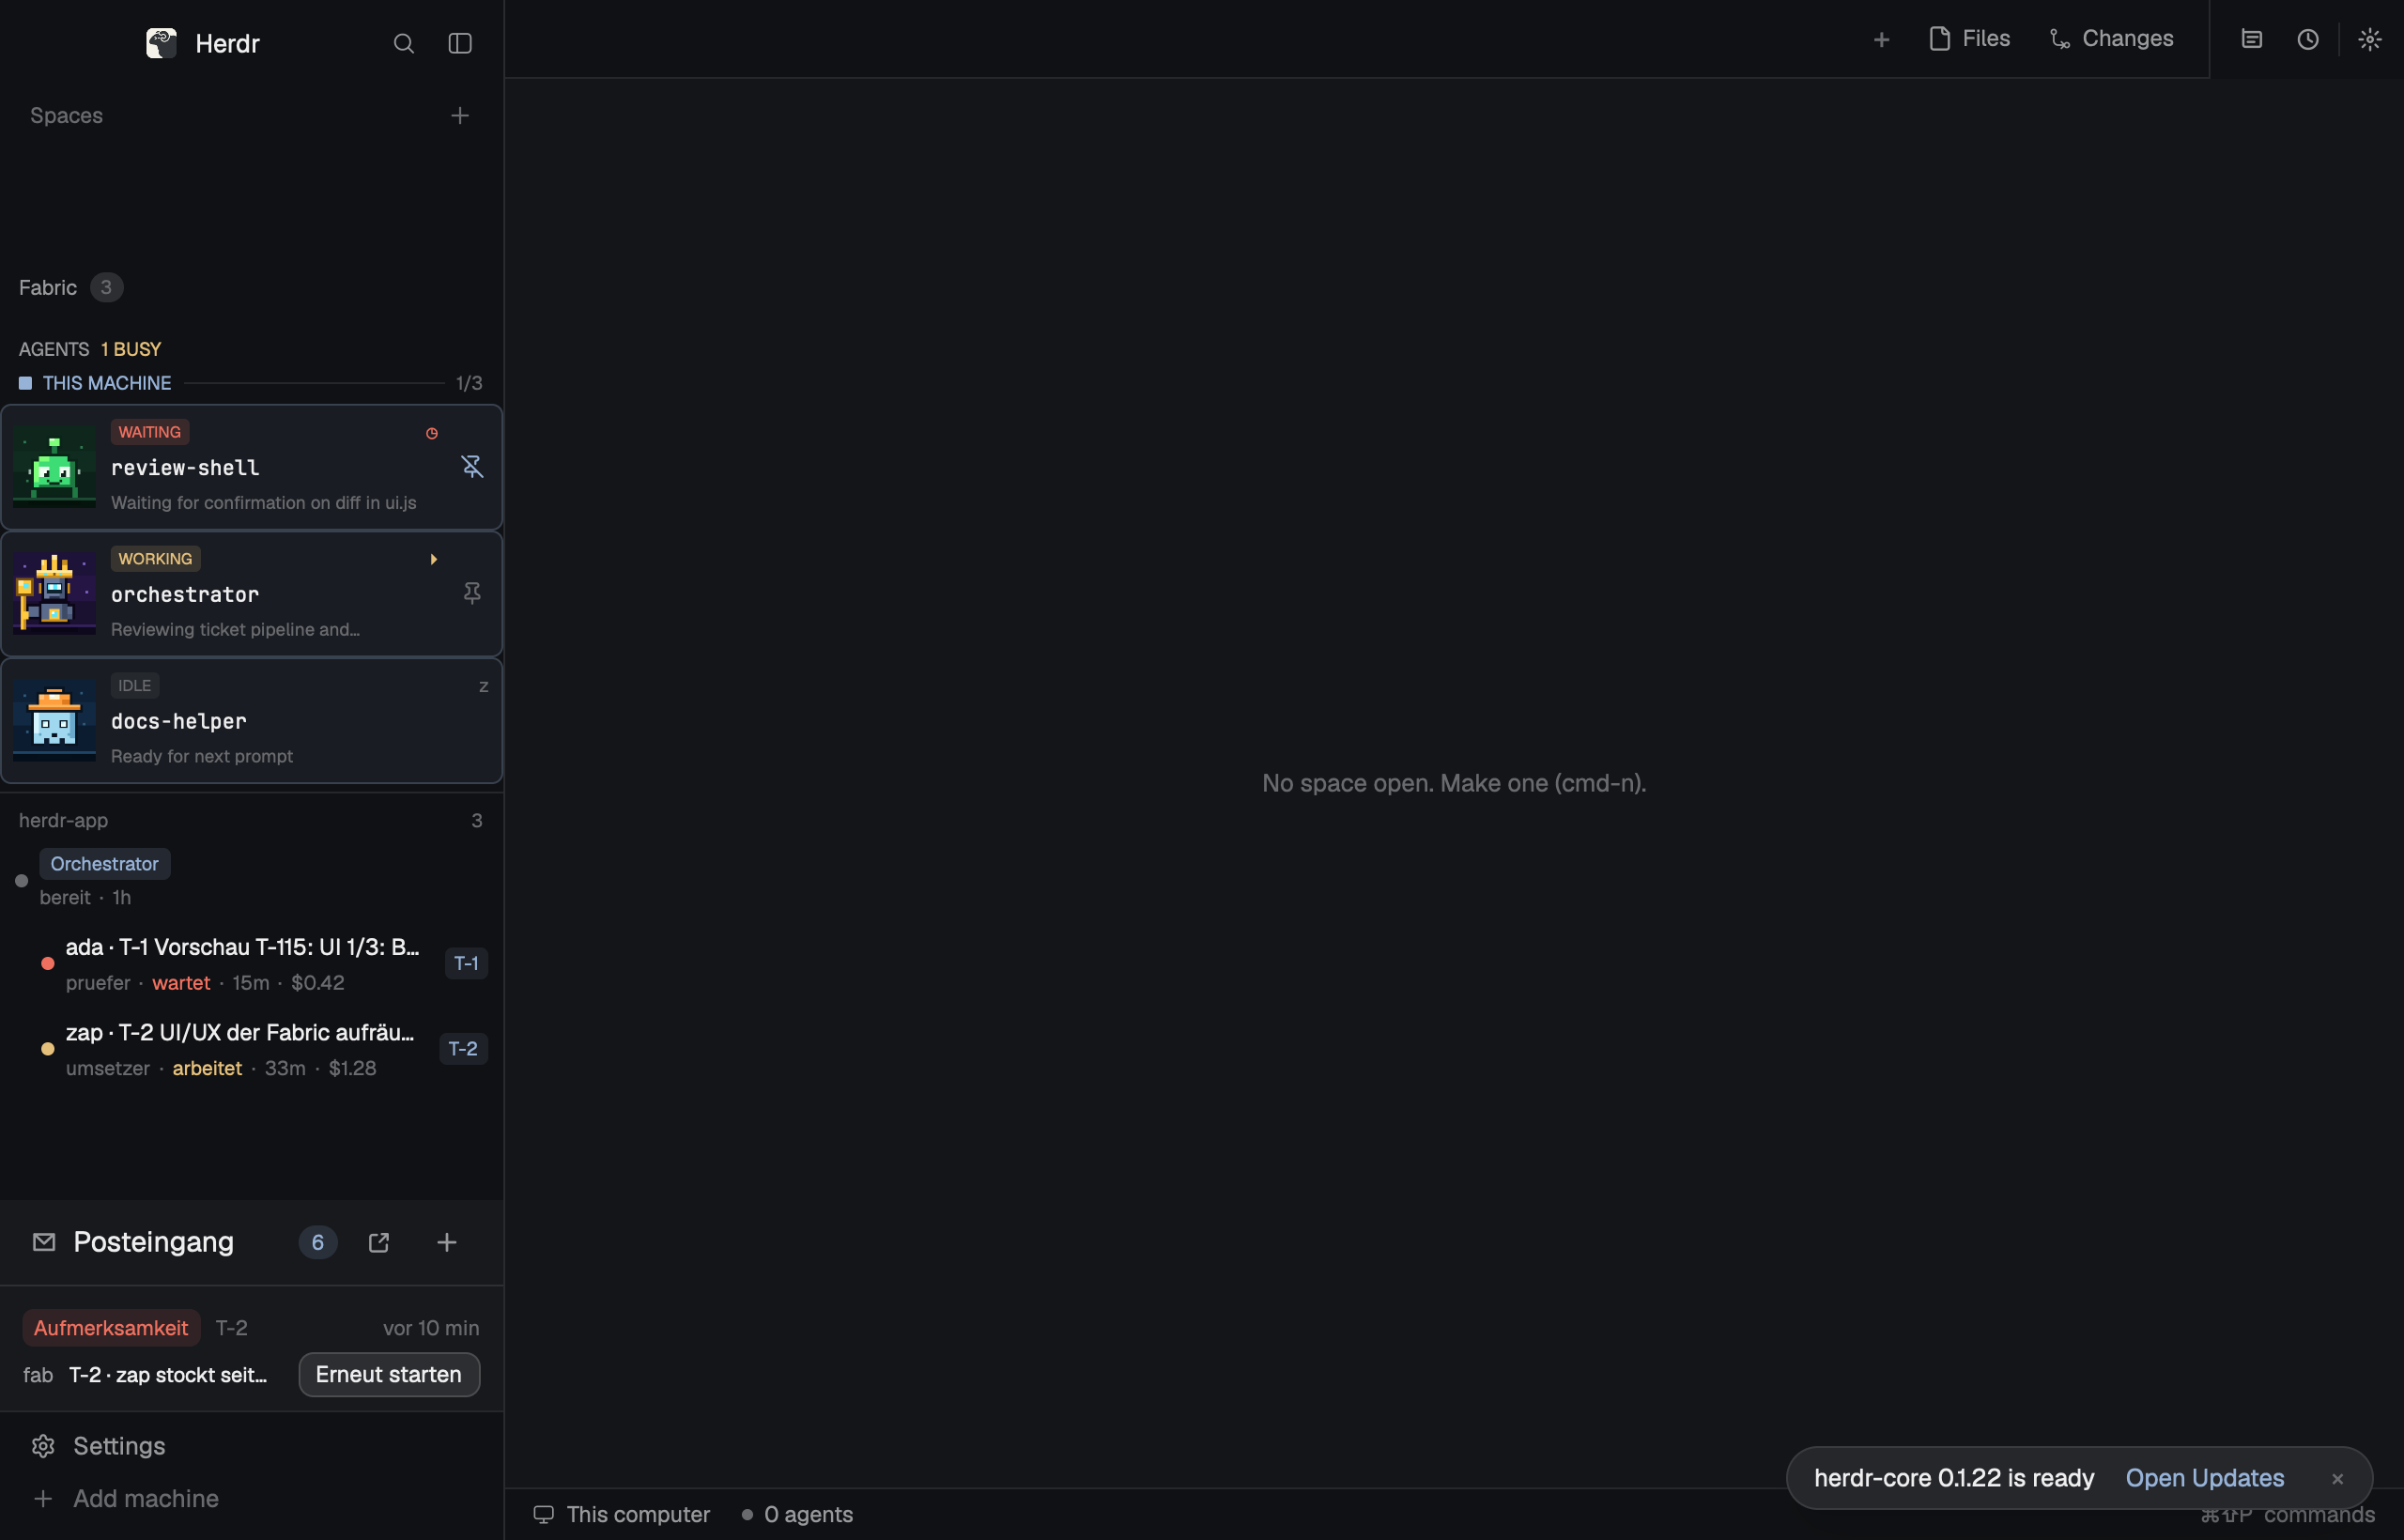 Herdr
Files
Changes
Spaces
Fabric 3
AGENTS 1 BUSY
THIS MACHINE 1/3
WAITING
review-shell
Waiting for confirmation on diff in ui.js
WORKING
orchestrator
Reviewing ticket pipeline and...
IDLE
z
docs-helper
Ready for next prompt
herdr-app 3
Orchestrator
bereit · 1h
ada · T-1 Vorschau T-115: UI 1/3: B...
T-1
pruefer · wartet · 15m · $0.42
zap · T-2 UI/UX der Fabric aufräu...
T-2
umsetzer · arbeitet · 33m · $1.28
Posteingang 6
Aufmerksamkeit T-2 vor 10 min
fab T-2 · zap stockt seit... Erneut starten
Settings
Add machine
No space open. Make one (cmd-n).
herdr-core 0.1.22 is ready Open Updates ×
This computer 0 agents
⌘⇧P commands